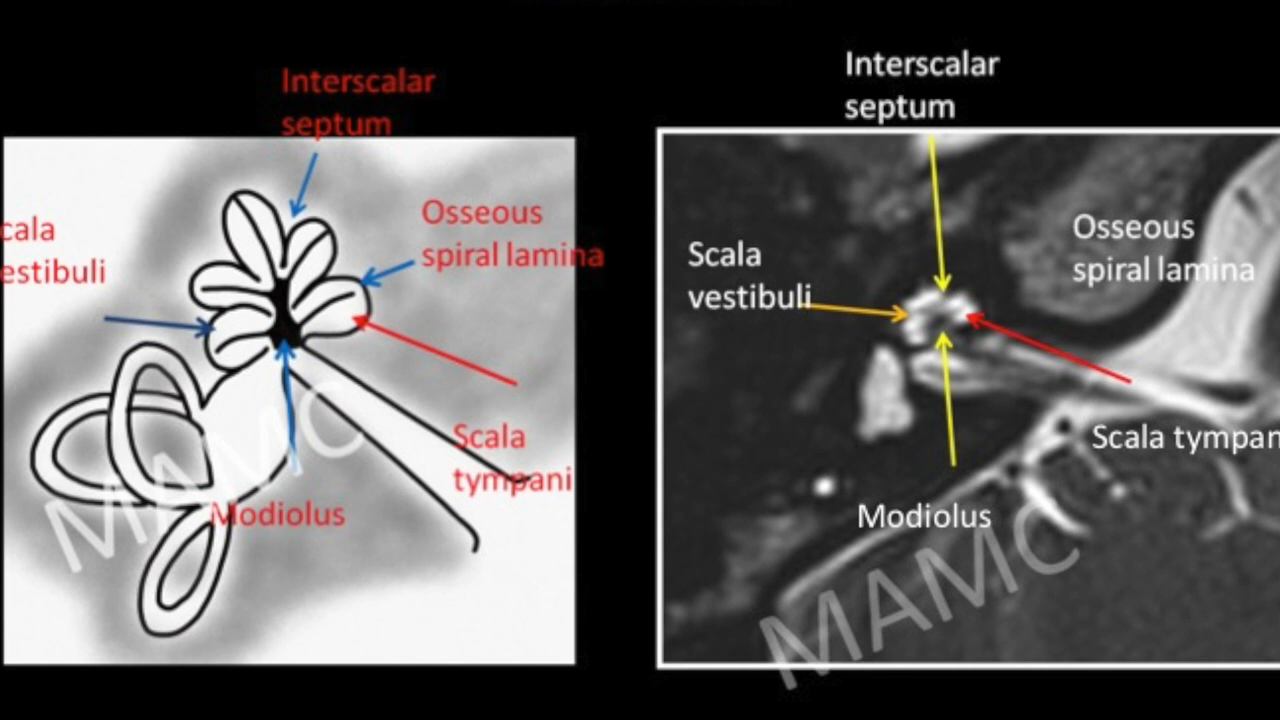 Interscalar
septum
Osseous
spiral lamina
cala
estibuli
Scala
tympani
Modiolus
MAMC
Interscalar
septum
Osseous
spiral lamina
Scala
vestibuli
Scala tympan
Modiolus
MAMC